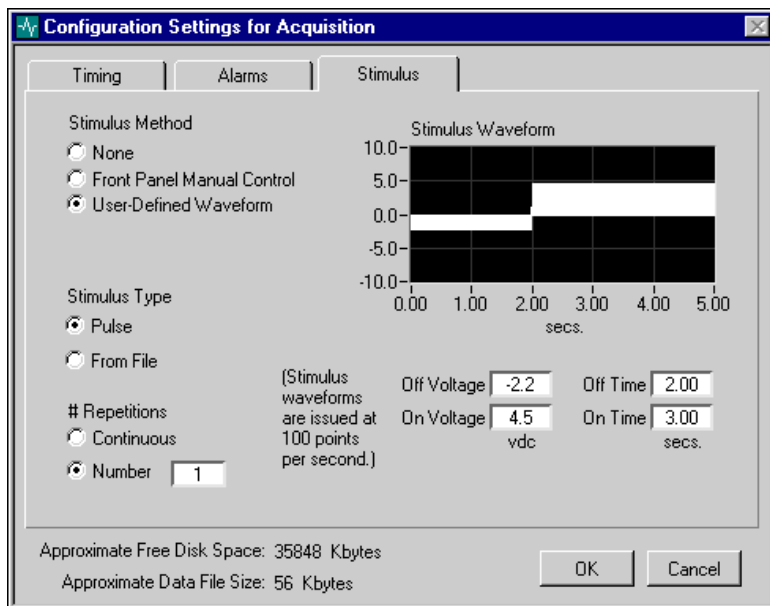 Configuration Settings for Acquisition
Timing
Alarms
Stimulus
Stimulus Method
None
Front Panel Manual Control
User-Defined Waveform
Stimulus Waveform
10.0
5.0
0.0
-5.0
-10.0
0.00 1.00 2.00 3.00 4.00 5.00
secs.
Stimulus Type
Pulse
From File
# Repetitions
Continuous
Number 1
(Stimulus
waveforms
are issued at
100 points
per second.)
Off Voltage -2.2
On Voltage 4.5
vdc
Off Time 2.00
On Time 3.00
secs.
Approximate Free Disk Space: 35848 Kbytes
Approximate Data File Size: 56 Kbytes
OK
Cancel